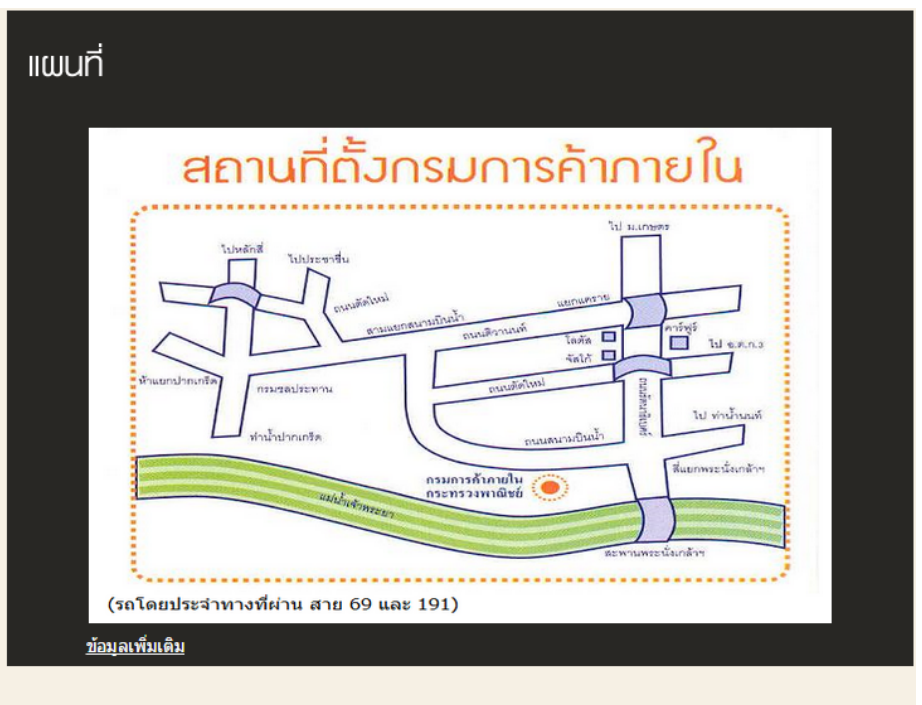 แผนที่
สถานที่ตั้งกรมการค้าภายใน
ไป ม.เกษตร
ไปหลักสี่
ไปประชาชื่น
ถนนตัดใหม่
แยกแคราย
สามแยกสนามบินน้ำ
ถนนติวานนท์
คาร์ฟูร์
โลตัส
ไป อ.ต.ก.3
จัสโก้
ห้าแยกปากเกร็ด
กรมชลประทาน
ถนนตัดใหม่
ถนนรัตนาธิเบศร์
ไป ท่าน้ำนนท์
ท่าน้ำปากเกร็ด
ถนนสนามบินน้ำ
สี่แยกพระนั่งเกล้าฯ
กรมการค้าภายใน
กระทรวงพาณิชย์
แม่น้ำเจ้าพระยา
สะพานพระนั่งเกล้าฯ
(รถโดยประจำทางที่ผ่าน สาย 69 และ 191)
ข้อมูลเพิ่มเติม